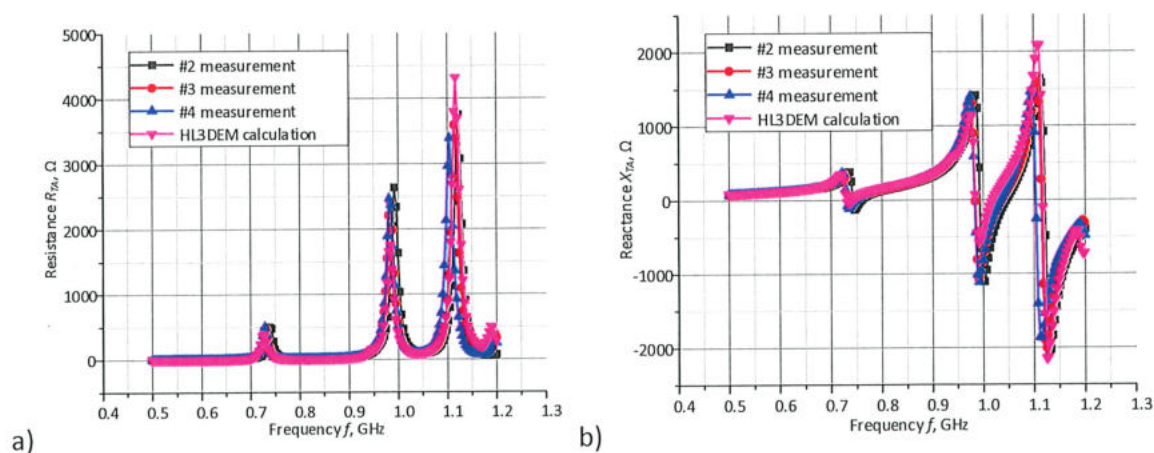 5000
4000
3000
2000
1000
0
Resistance R_TA, Ω
#2 measurement
#3 measurement
#4 measurement
HL3DEM calculation
0.4 0.5 0.6 0.7 0.8 0.9 1.0 1.1 1.2 1.3
Frequency f, GHz
a)
2000
1000
0
-1000
-2000
Reactance X_TA, Ω
#2 measurement
#3 measurement
#4 measurement
HL3DEM calculation
0.4 0.5 0.6 0.7 0.8 0.9 1.0 1.1 1.2 1.3
Frequency f, GHz
b)